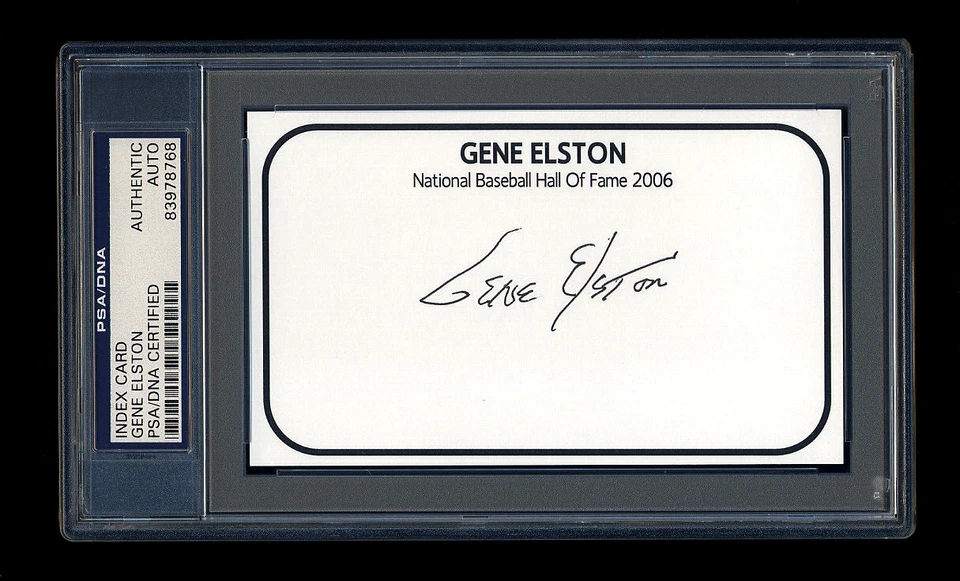 PSA/DNA
INDEX CARD
GENE ELSTON
PSA/DNA CERTIFIED
AUTHENTIC
AUTO
83978768
GENE ELSTON
National Baseball Hall Of Fame 2006
Gene Elston